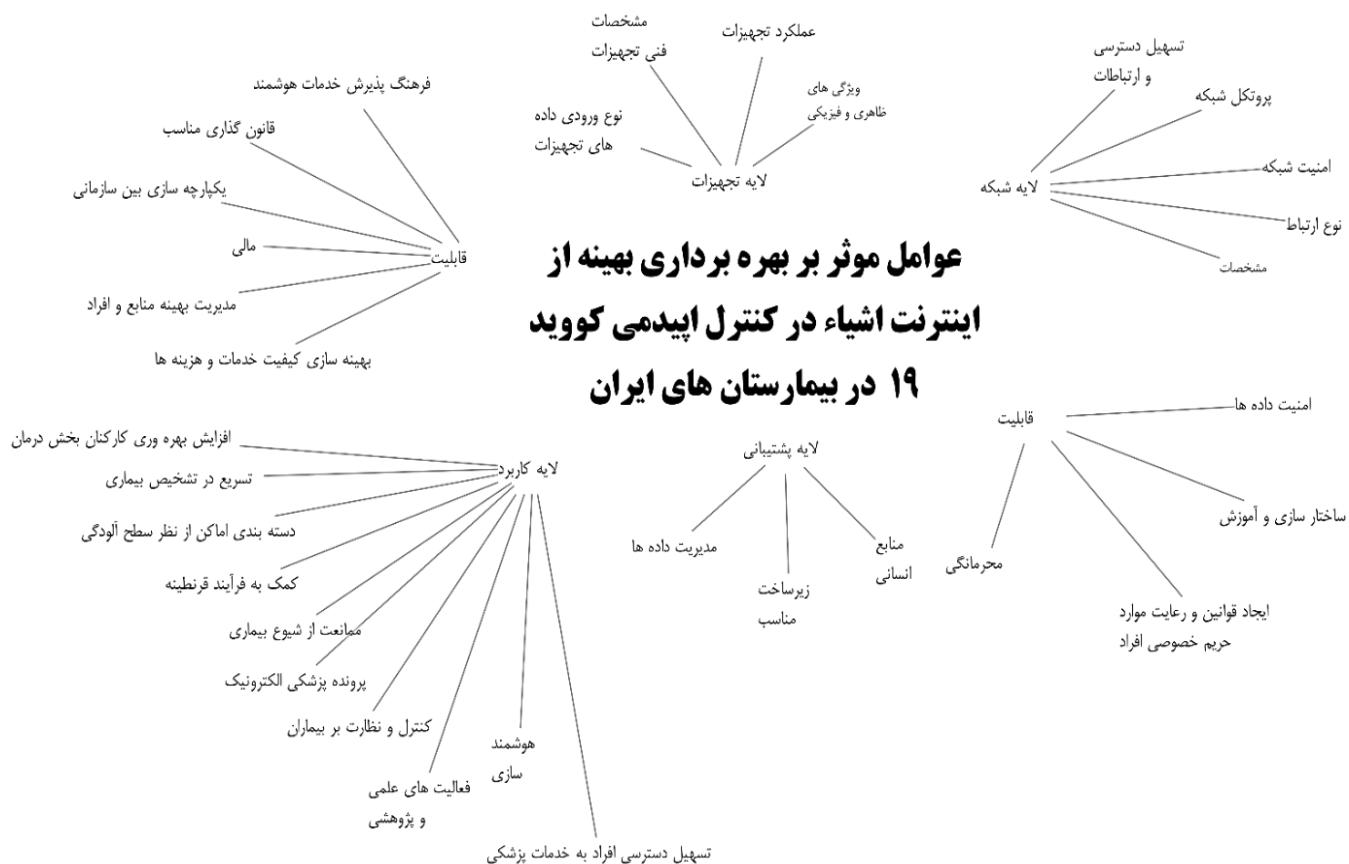 عوامل موثر بر بهره برداری بهینه از
اینترنت اشیاء در کنترل اپیدمی کووید
۱۹ در بیمارستان های ایران
لایه شبکه
تسهیل دسترسی
و ارتباطات
پروتکل شبکه
امنیت شبکه
نوع ارتباط
مشخصات
لایه تجهیزات
ویژگی های
ظاهری و فیزیکی
عملکرد تجهیزات
مشخصات
فنی تجهیزات
نوع ورودی داده
های تجهیزات
قابلیت
فرهنگ پذیرش خدمات هوشمند
قانون گذاری مناسب
یکپارچه سازی بین سازمانی
مالی
مدیریت بهینه منابع و افراد
بهینه سازی کیفیت خدمات و هزینه ها
قابلیت
امنیت داده ها
ساختار سازی و آموزش
ایجاد قوانین و رعایت موارد
حریم خصوصی افراد
محرمانگی
لایه پشتیبانی
منابع
انسانی
زیرساخت
مناسب
مدیریت داده ها
لایه کاربرد
افزایش بهره وری کارکنان بخش درمان
تسریع در تشخیص بیماری
دسته بندی اماکن از نظر سطح آلودگی
کمک به فرآیند قرنطینه
ممانعت از شیوع بیماری
پرونده پزشکی الکترونیک
کنترل و نظارت بر بیماران
فعالیت های علمی
و پژوهشی
هوشمند
سازی
تسهیل دسترسی افراد به خدمات پزشکی